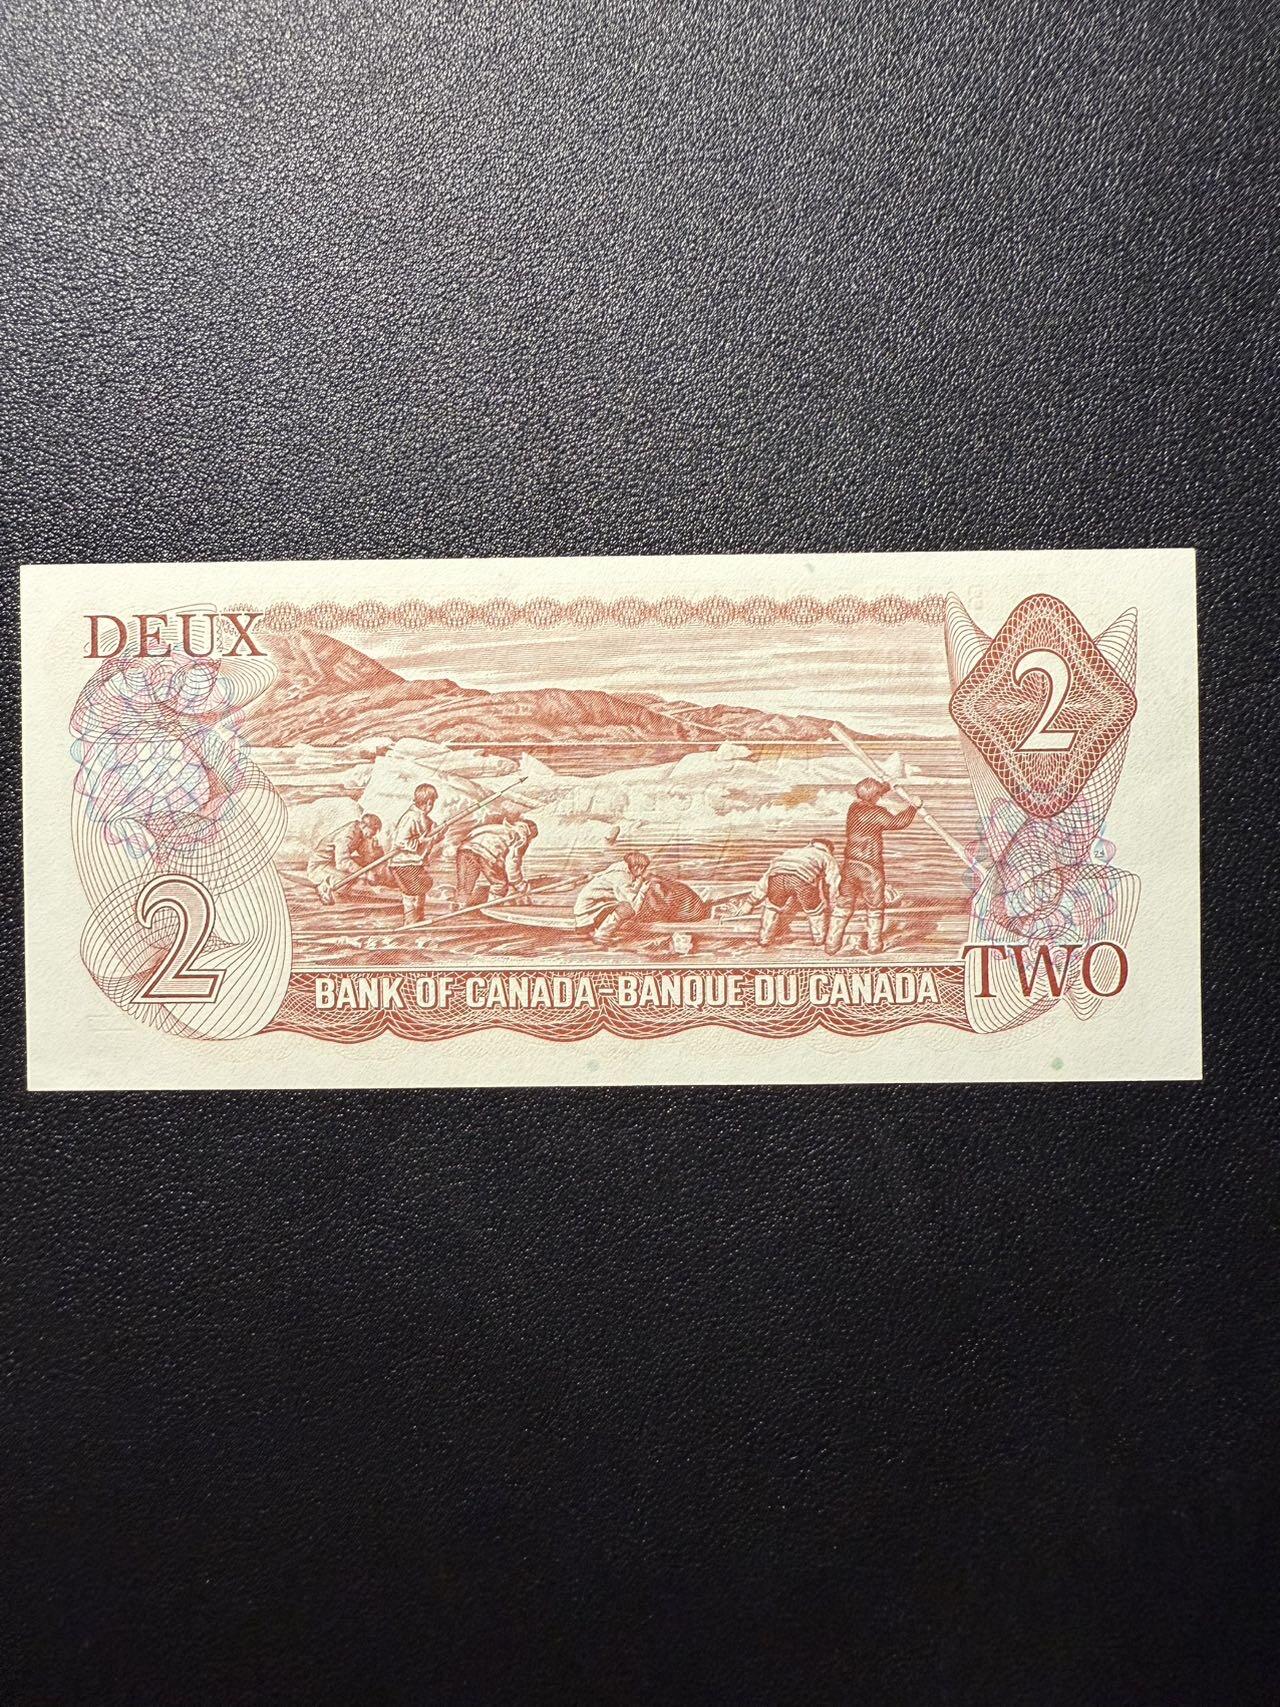 DEUX
2
2
BANK OF CANADA-BANQUE DU CANADA
TWO